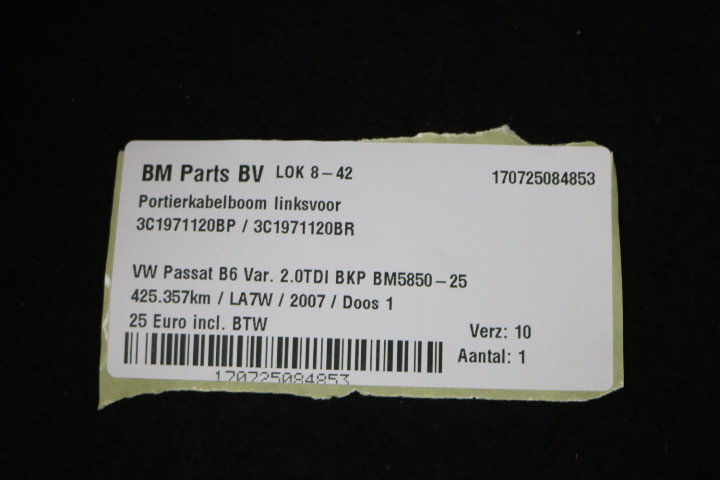 BM Parts BV LOK 8-42 170725084853
Portierkabelboom linksvoor
3C1971120BP / 3C1971120BR
VW Passat B6 Var. 2.0TDI BKP BM5850-25
425.357km / LA7W / 2007 / Doos 1
25 Euro incl. BTW
Verz: 10
Aantal: 1
170725084853